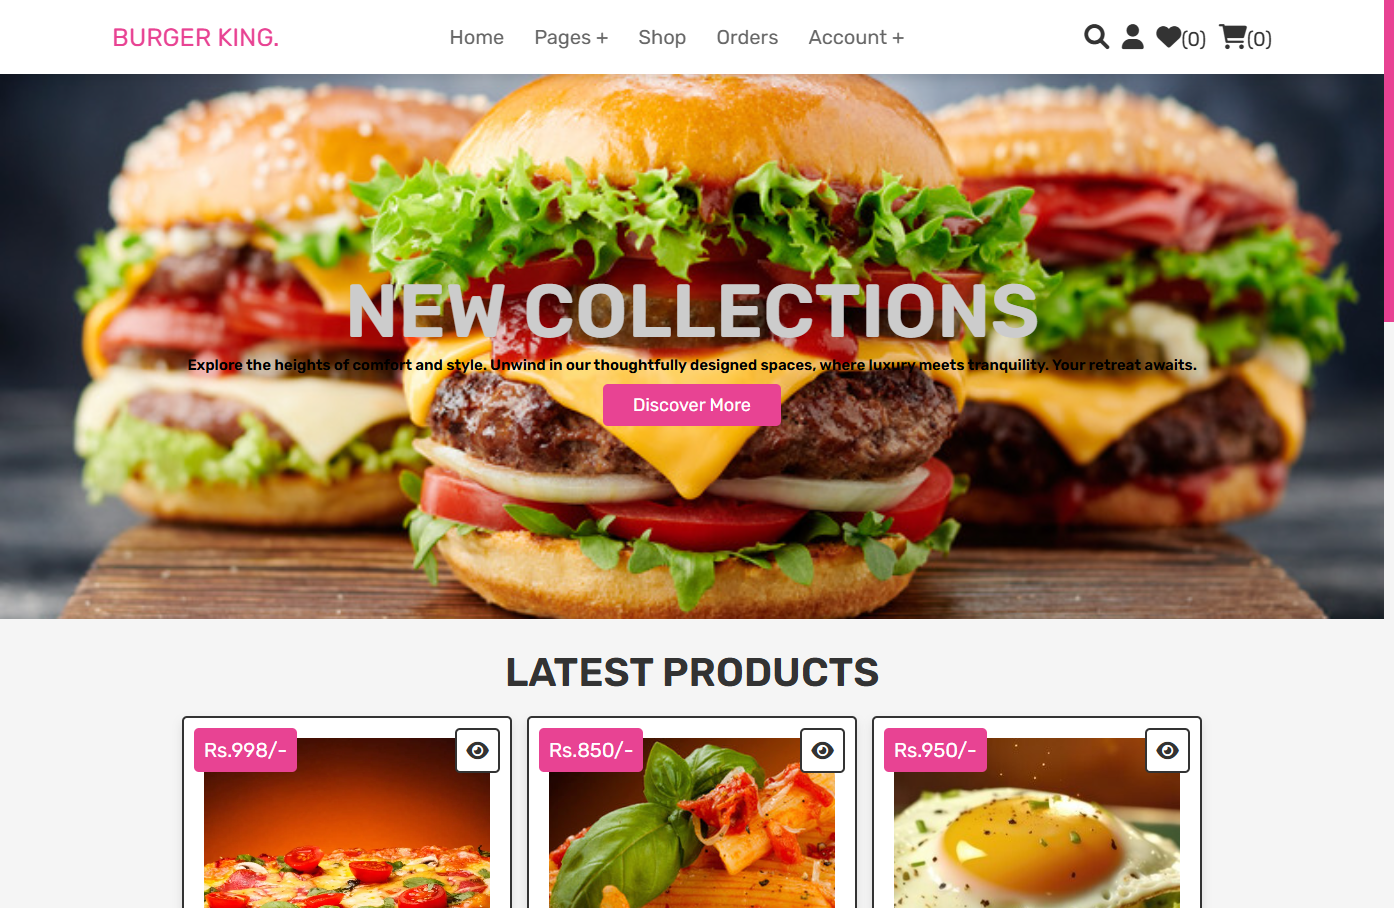 BURGER KING.
Home Pages + Shop Orders Account +
(0) (0)
NEW COLLECTIONS
Explore the heights of comfort and style. Unwind in our thoughtfully designed spaces, where luxury meets tranquility. Your retreat awaits.
Discover More
LATEST PRODUCTS
Rs.998/-
Rs.850/-
Rs.950/-